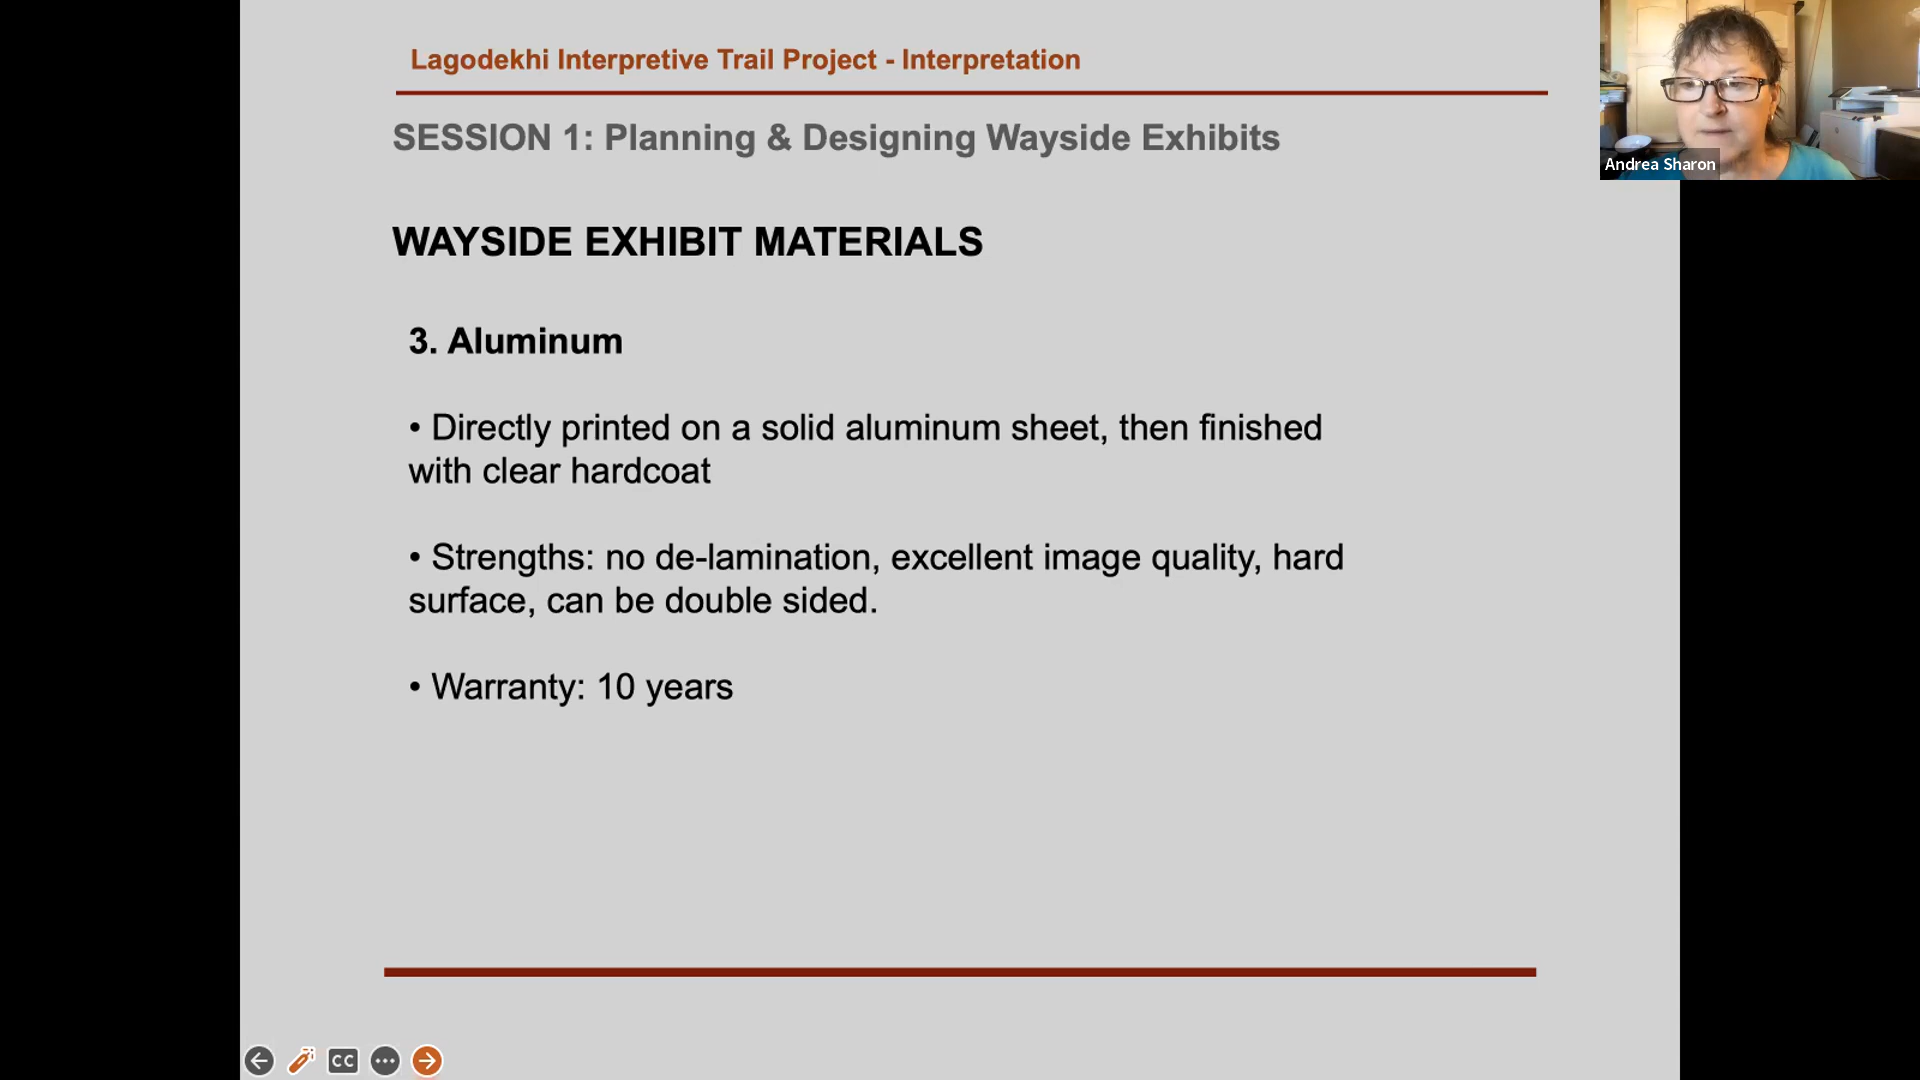 Lagodekhi Interpretive Trail Project - Interpretation
SESSION 1: Planning & Designing Wayside Exhibits
Andrea Sharon
WAYSIDE EXHIBIT MATERIALS
3. Aluminum
• Directly printed on a solid aluminum sheet, then finished
with clear hardcoat
• Strengths: no de-lamination, excellent image quality, hard
surface, can be double sided.
• Warranty: 10 years
CC